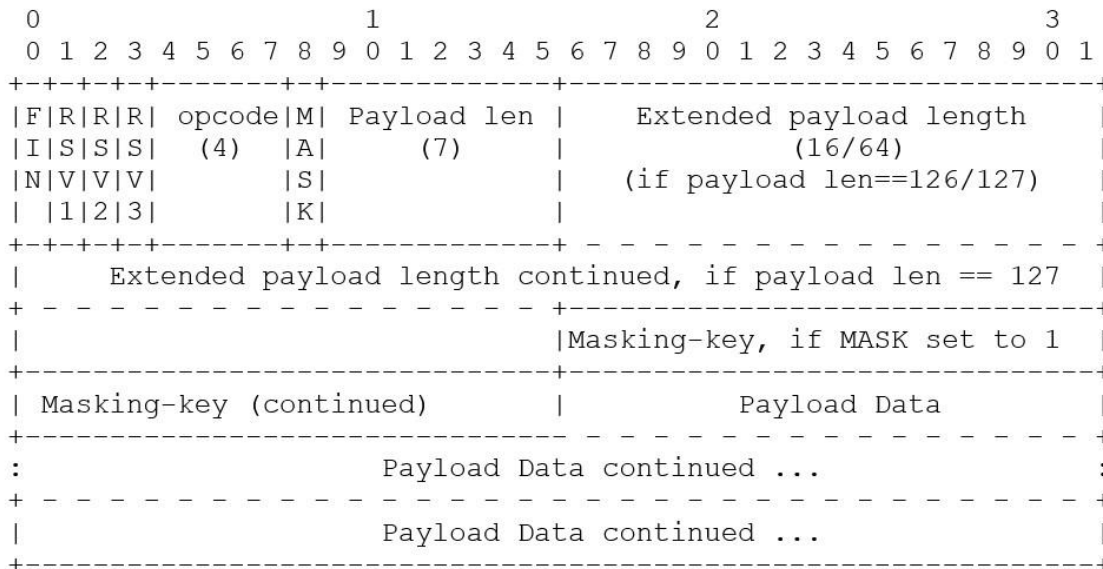 0                   1                   2                   3
 0 1 2 3 4 5 6 7 8 9 0 1 2 3 4 5 6 7 8 9 0 1 2 3 4 5 6 7 8 9 0 1
+-+-+-+-+-------+-+-------------+-------------------------------+
|F|R|R|R| opcode|M| Payload len |    Extended payload length    |
|I|S|S|S|  (4)  |A|     (7)     |             (16/64)           |
|N|V|V|V|       |S|             |   (if payload len==126/127)   |
| |1|2|3|       |K|             |                               |
+-+-+-+-+-------+-+-------------+ - - - - - - - - - - - - - - - +
|     Extended payload length continued, if payload len == 127  |
+ - - - - - - - - - - - - - - - +-------------------------------+
|                               |Masking-key, if MASK set to 1  |
+-------------------------------+-------------------------------+
| Masking-key (continued)       |          Payload Data         |
+-------------------------------- - - - - - - - - - - - - - - - +
:                     Payload Data continued ...                :
+ - - - - - - - - - - - - - - - - - - - - - - - - - - - - - - - +
|                     Payload Data continued ...                |
+---------------------------------------------------------------+